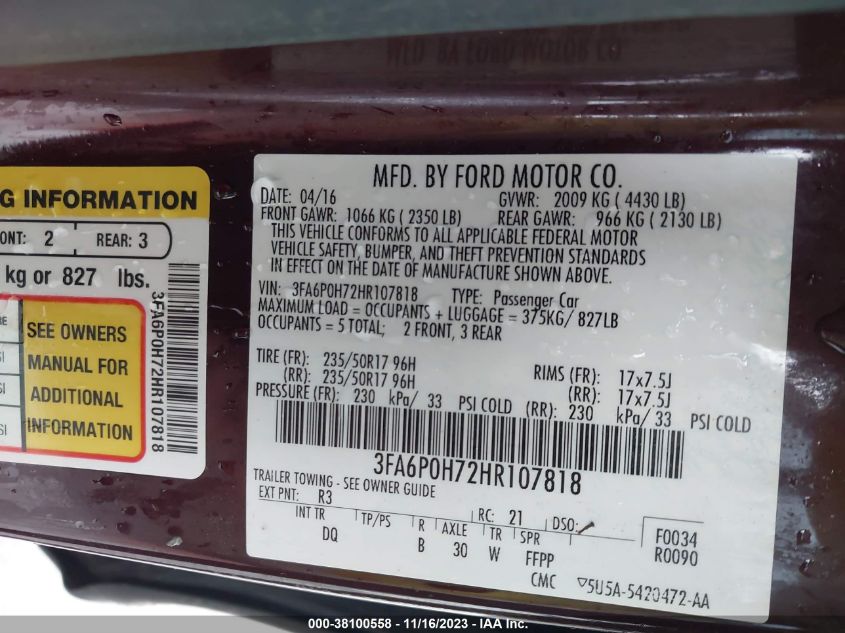 MFD. BY FORD MOTOR CO.
G INFORMATION
ONT: 2 REAR: 3
kg or 827 lbs.
SEE OWNERS
MANUAL FOR
ADDITIONAL
INFORMATION
3FA6P0H72HR107818
MFD. BY FORD MOTOR CO.
DATE: 04/16 GVWR: 2009 KG ( 4430 LB)
FRONT GAWR: 1066 KG ( 2350 LB) REAR GAWR: 966 KG ( 2130 LB)
THIS VEHICLE CONFORMS TO ALL APPLICABLE FEDERAL MOTOR
VEHICLE SAFETY, BUMPER, AND THEFT PREVENTION STANDARDS
IN EFFECT ON THE DATE OF MANUFACTURE SHOWN ABOVE.
VIN: 3FA6P0H72HR107818 TYPE: Passenger Car
MAXIMUM LOAD = OCCUPANTS + LUGGAGE = 375KG/ 827LB
OCCUPANTS = 5 TOTAL; 2 FRONT, 3 REAR
TIRE (FR): 235/50R17 96H RIMS (FR): 17x7.5J
(RR): 235/50R17 96H (RR): 17x7.5J
PRESSURE (FR): 230 kPa/ 33 PSI COLD (RR): 230 kPa/ 33 PSI COLD
3FA6P0H72HR107818
TRAILER TOWING - SEE OWNER GUIDE
EXT PNT: R3 RC: 21 DSO:
INT TR TP/PS R AXLE TR SPR F0034
DQ B 30 W FFPP R0090
CMC ▽5U5A-5420472-AA
000-38100558 - 11/16/2023 - IAA Inc.